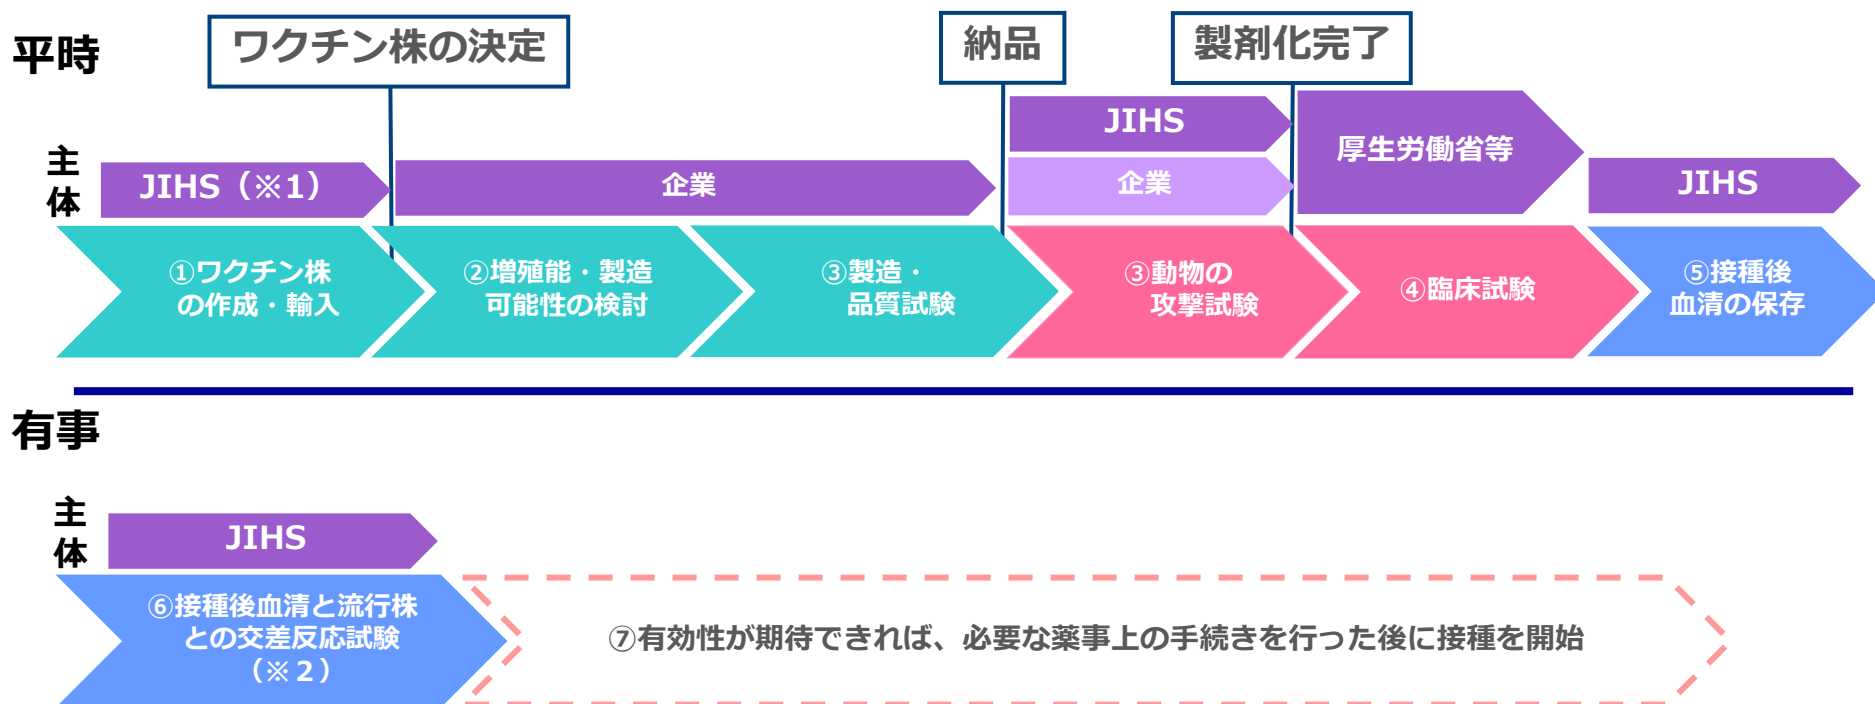 平時
ワクチン株の決定
納品
製剤化完了
主
体
JIHS（※1）
企業
JIHS
企業
厚生労働省等
JIHS
①ワクチン株
の作成・輸入
②増殖能・製造
可能性の検討
③製造・
品質試験
③動物の
攻撃試験
④臨床試験
⑤接種後
血清の保存
有事
主
体
JIHS
⑥接種後血清と流行株
との交差反応試験
（※２）
⑦有効性が期待できれば、必要な薬事上の手続きを行った後に接種を開始